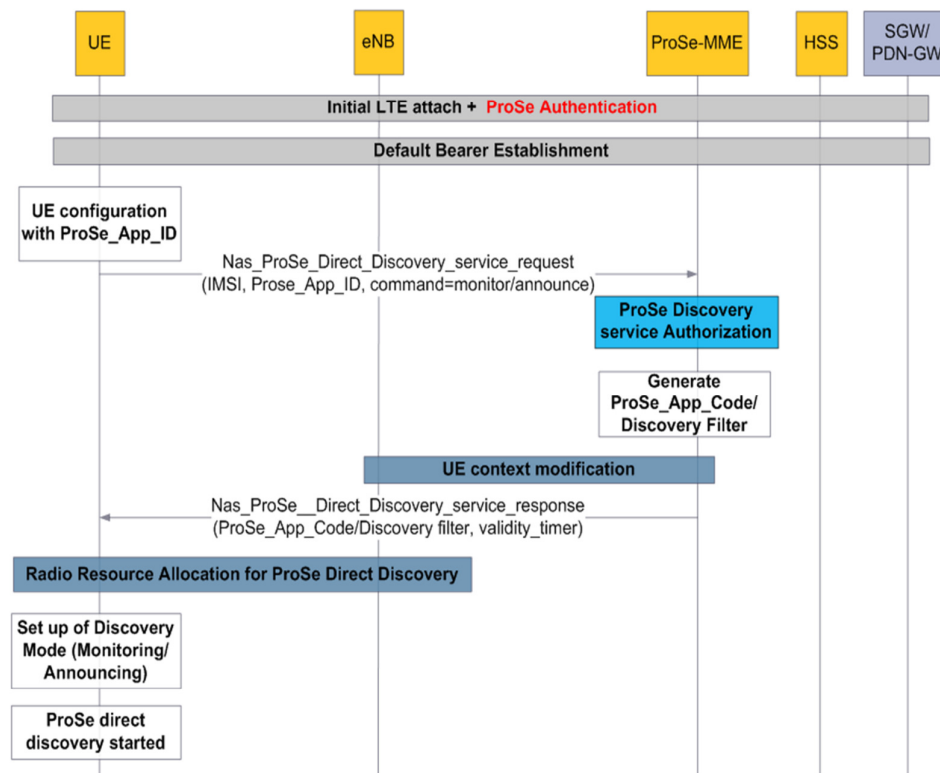 UE
eNB
ProSe-MME
HSS
SGW/
PDN-GW
Initial LTE attach + ProSe Authentication
Default Bearer Establishment
UE configuration
with ProSe_App_ID
Nas_ProSe_Direct_Discovery_service_request
(IMSI, Prose_App_ID, command=monitor/announce)
ProSe Discovery
service Authorization
Generate
ProSe_App_Code/
Discovery Filter
UE context modification
Nas_ProSe__Direct_Discovery_service_response
(ProSe_App_Code/Discovery filter, validity_timer)
Radio Resource Allocation for ProSe Direct Discovery
Set up of Discovery
Mode (Monitoring/
Announcing)
ProSe direct
discovery started